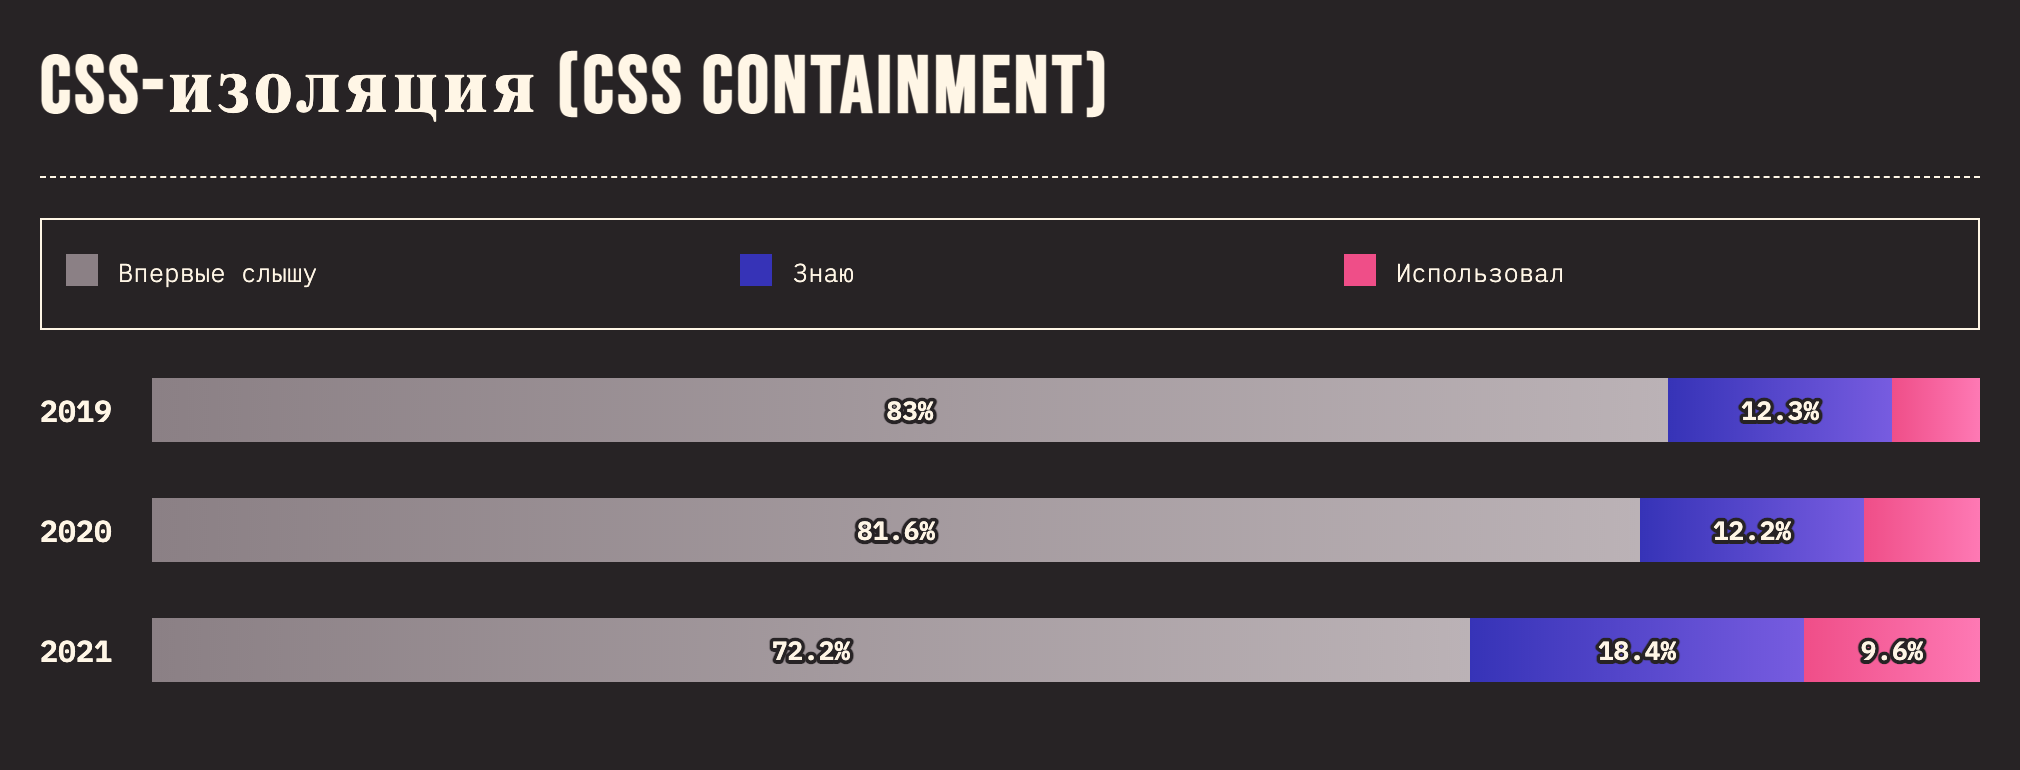 CSS-изоляция (CSS CONTAINMENT)
Впервые слышу Знаю Использовал
2019 83% 12.3%
2020 81.6% 12.2%
2021 72.2% 18.4% 9.6%